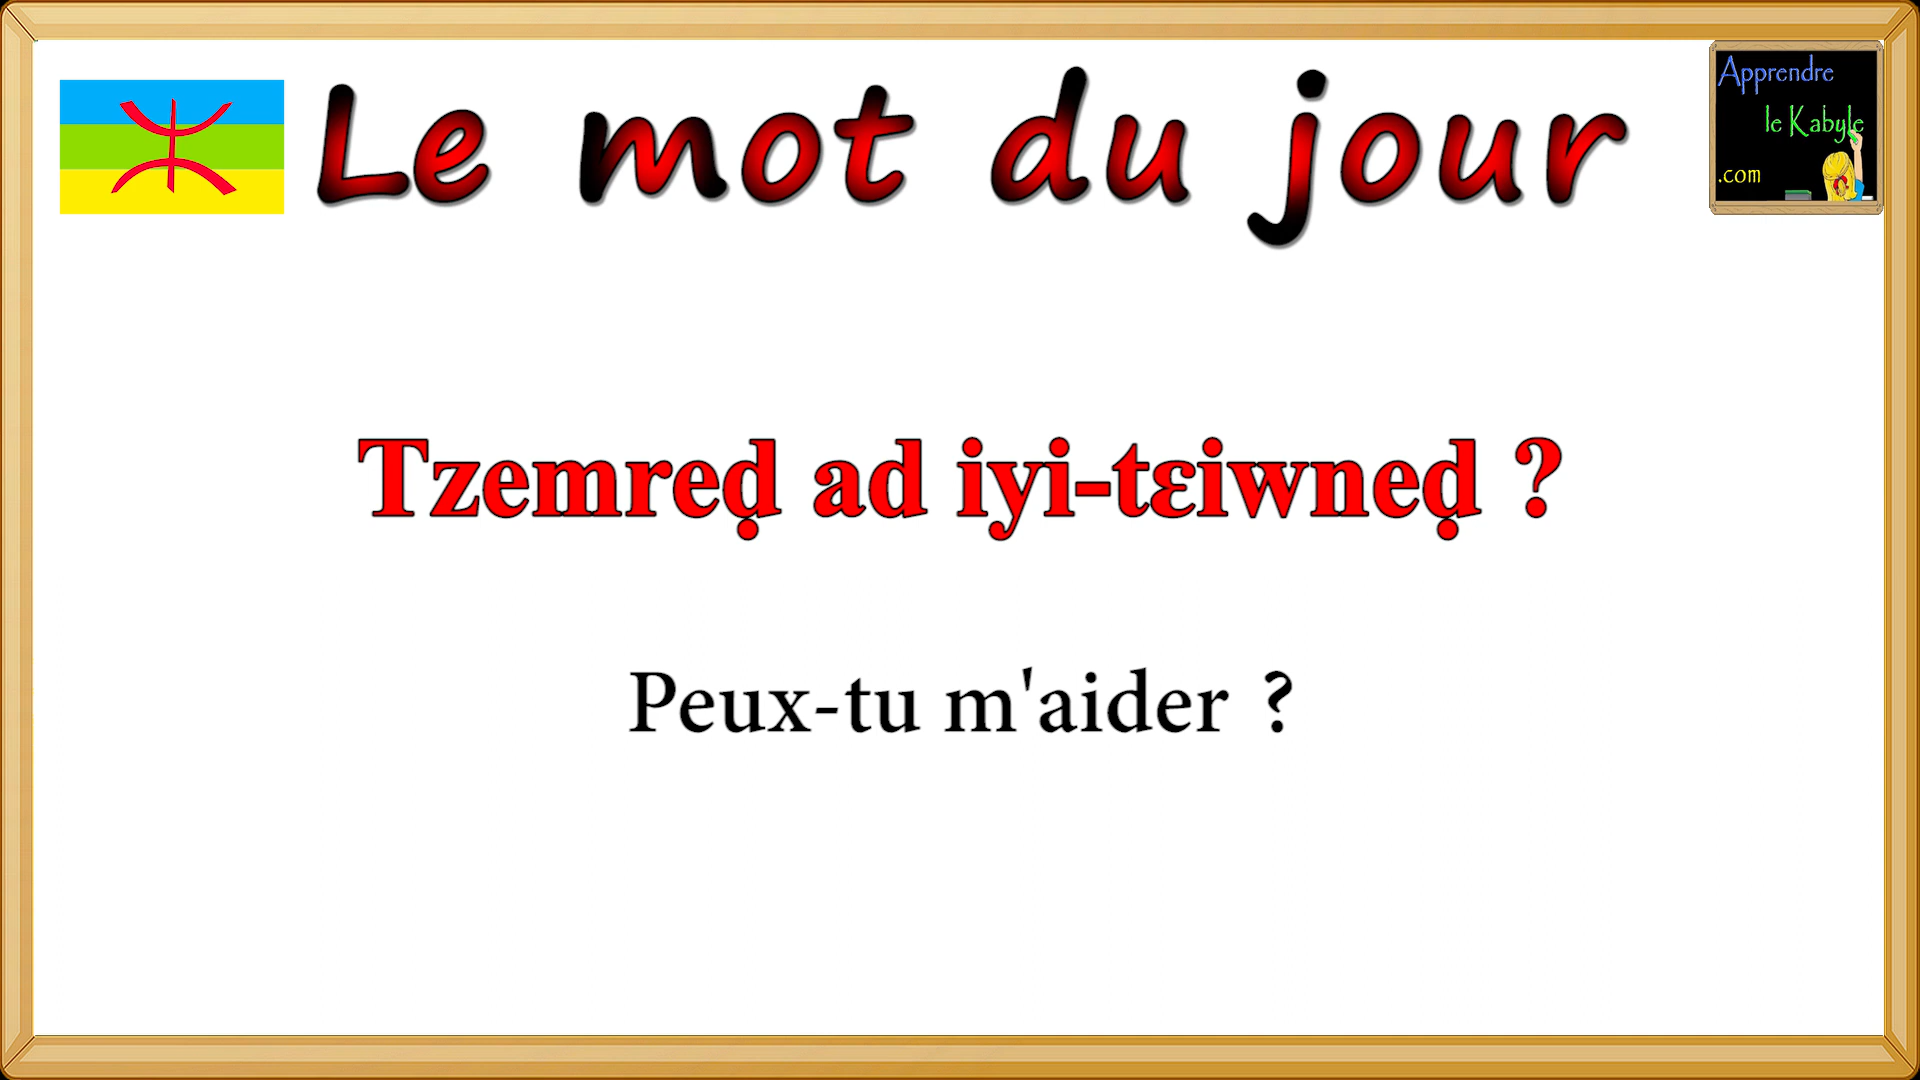 Le mot du jour
Apprendre
le Kabyle
.com
Tzemreḍ ad iyi-tɛiwneḍ ?
Peux-tu m'aider ?